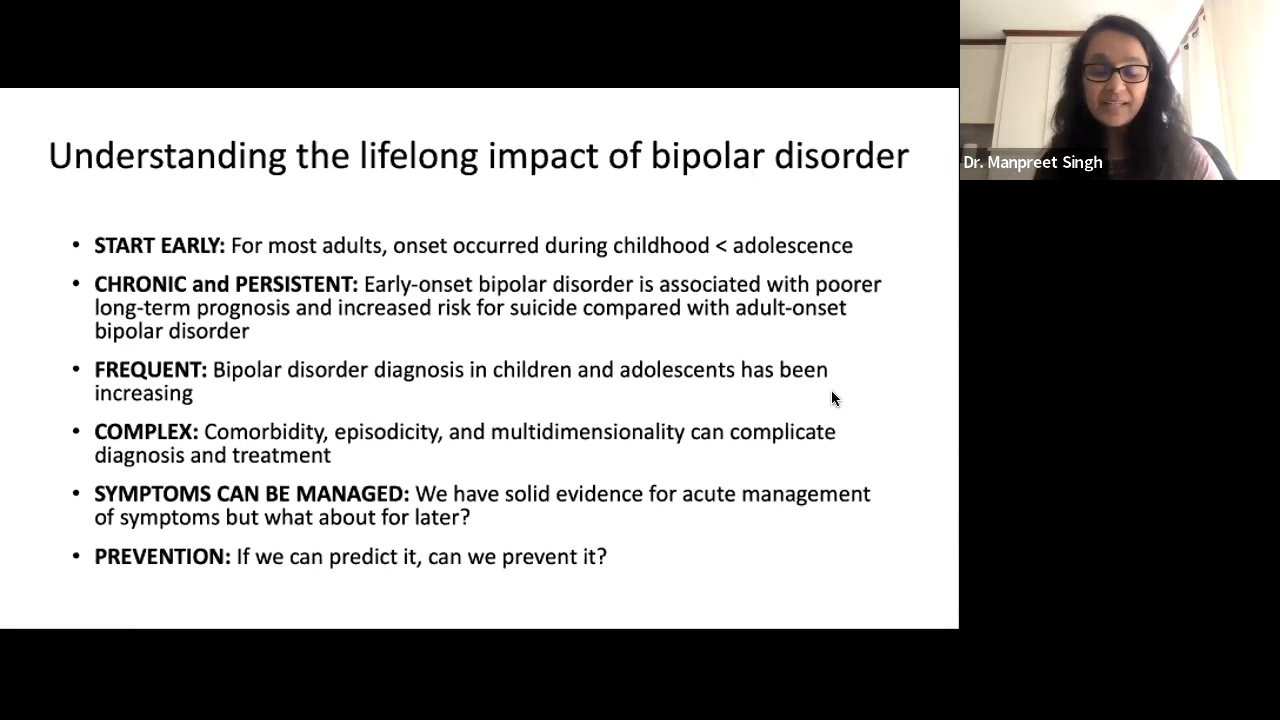 Understanding the lifelong impact of bipolar disorder
• START EARLY: For most adults, onset occurred during childhood < adolescence
• CHRONIC and PERSISTENT: Early-onset bipolar disorder is associated with poorer
long-term prognosis and increased risk for suicide compared with adult-onset
bipolar disorder
• FREQUENT: Bipolar disorder diagnosis in children and adolescents has been
increasing
• COMPLEX: Comorbidity, episodicity, and multidimensionality can complicate
diagnosis and treatment
• SYMPTOMS CAN BE MANAGED: We have solid evidence for acute management
of symptoms but what about for later?
• PREVENTION: If we can predict it, can we prevent it?
Dr. Manpreet Singh